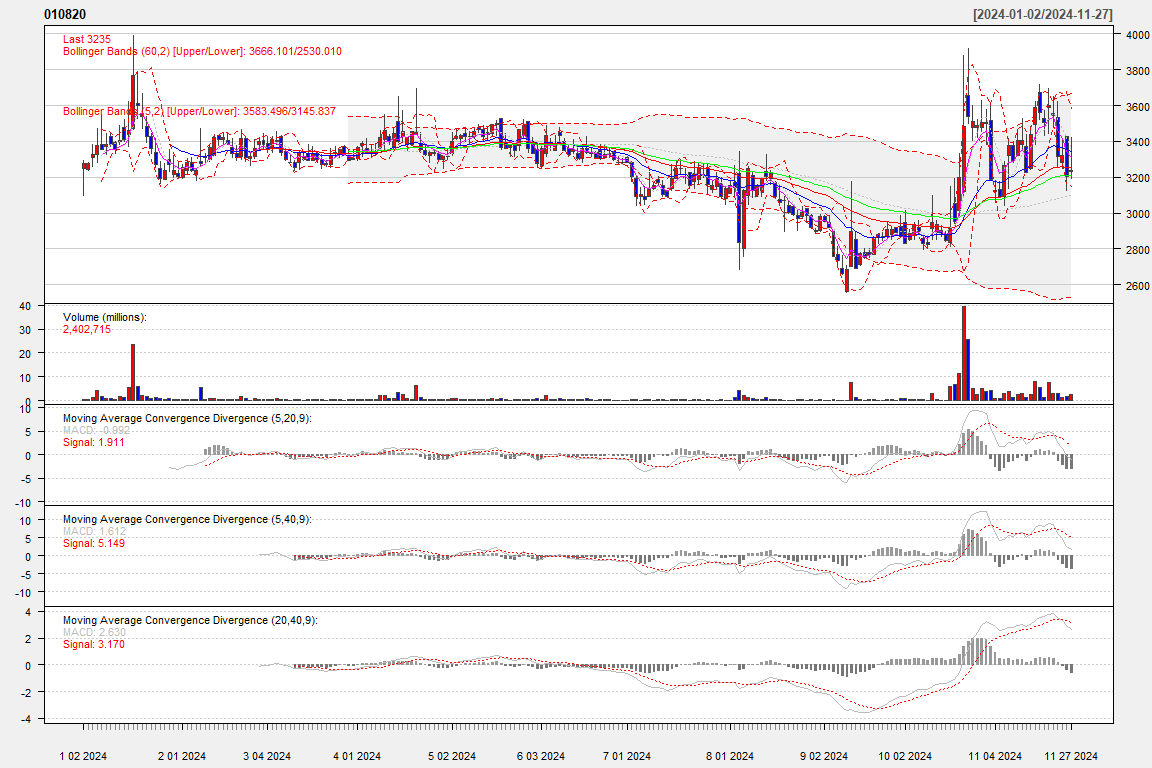 010820 [2024-01-02/2024-11-27]
Last 3235
Bollinger Bands (60,2) [Upper/Lower]: 3666.101/2530.010
Bollinger Bands (5,2) [Upper/Lower]: 3583.496/3145.837
4000
3800
3600
3400
3200
3000
2800
2600
Volume (millions):
2,402,715
40
30
20
10
0
Moving Average Convergence Divergence (5,20,9):
MACD: -0.992
Signal: 1.911
10
5
0
-5
-10
Moving Average Convergence Divergence (5,40,9):
MACD: 1.612
Signal: 5.149
10
5
0
-5
-10
Moving Average Convergence Divergence (20,40,9):
MACD: 2.630
Signal: 3.170
4
2
0
-2
-4
1 02 2024 2 01 2024 3 04 2024 4 01 2024 5 02 2024 6 03 2024 7 01 2024 8 01 2024 9 02 2024 10 02 2024 11 04 2024 11 27 2024